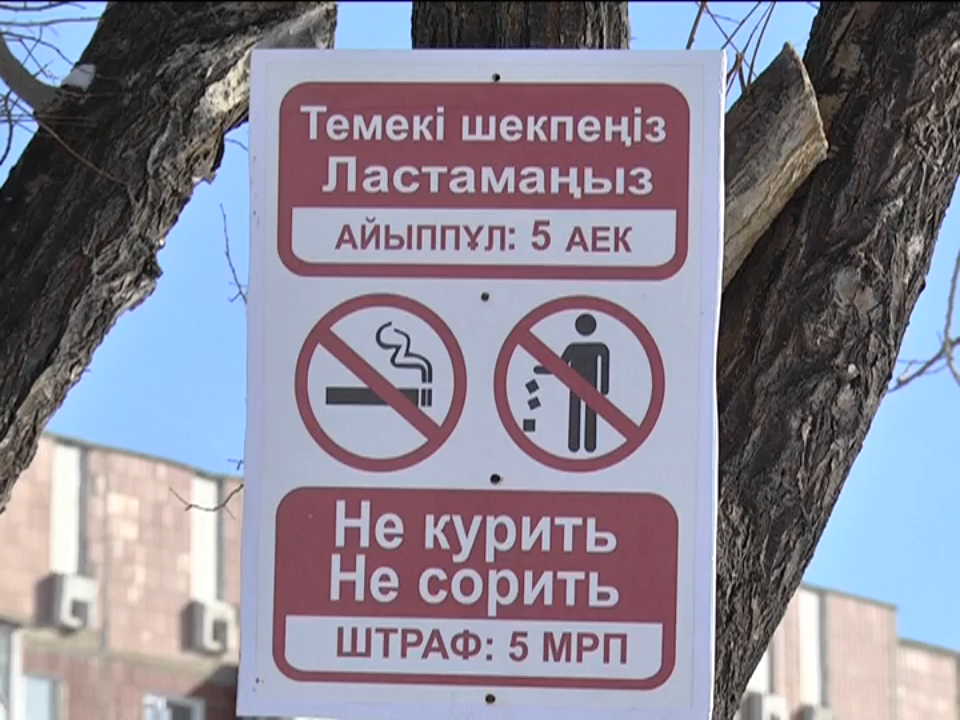 Темекі шекпеңіз
Ластамаңыз
АЙЫППҰЛ: 5 АЕК
Не курить
Не сорить
ШТРАФ: 5 МРП